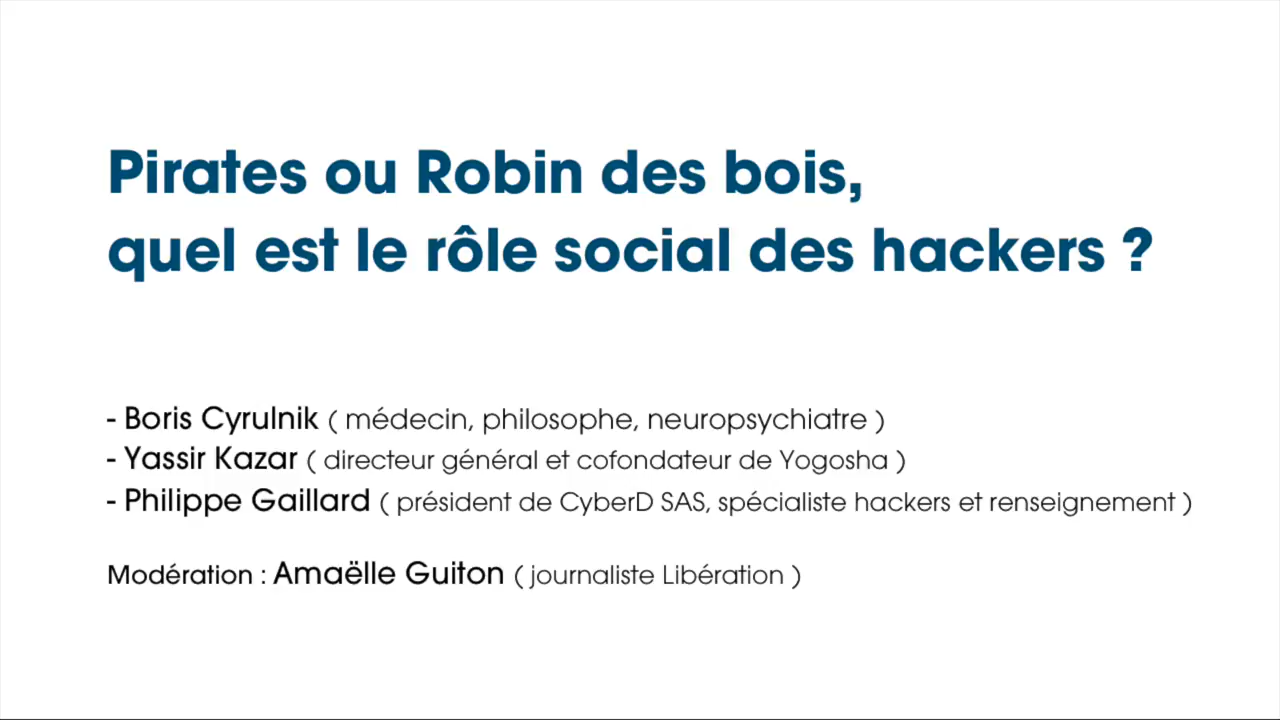 Pirates ou Robin des bois,
quel est le rôle social des hackers ?
- Boris Cyrulnik ( médecin, philosophe, neuropsychiatre )
- Yassir Kazar ( directeur général et cofondateur de Yogosha )
- Philippe Gaillard ( président de CyberD SAS, spécialiste hackers et renseignement )
Modération : Amaëlle Guiton ( journaliste Libération )